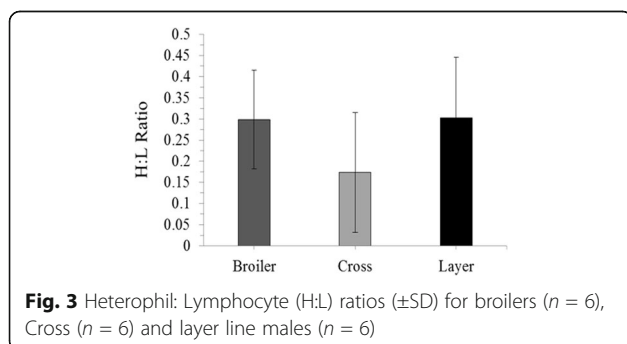 0.5
0.45
0.4
0.35
0.3
0.25
0.2
0.15
0.1
0.05
0
H:L Ratio
Broiler Cross Layer
Fig. 3 Heterophil: Lymphocyte (H:L) ratios (±SD) for broilers (n = 6),
Cross (n = 6) and layer line males (n = 6)